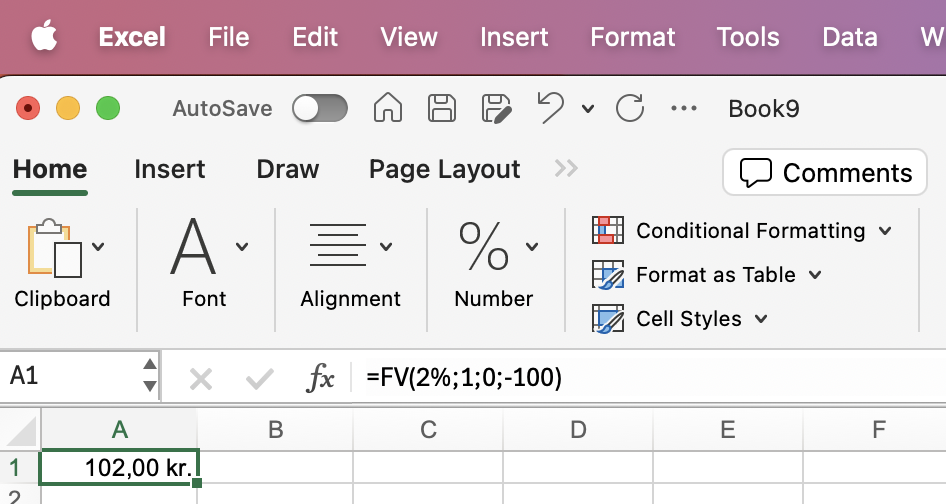 Excel File Edit View Insert Format Tools Data W
AutoSave Book9
Home Insert Draw Page Layout Comments
Clipboard Font Alignment Number
Conditional Formatting
Format as Table
Cell Styles
A1 fx =FV(2%;1;0;-100)
A B C D E F
1 102,00 kr.
2